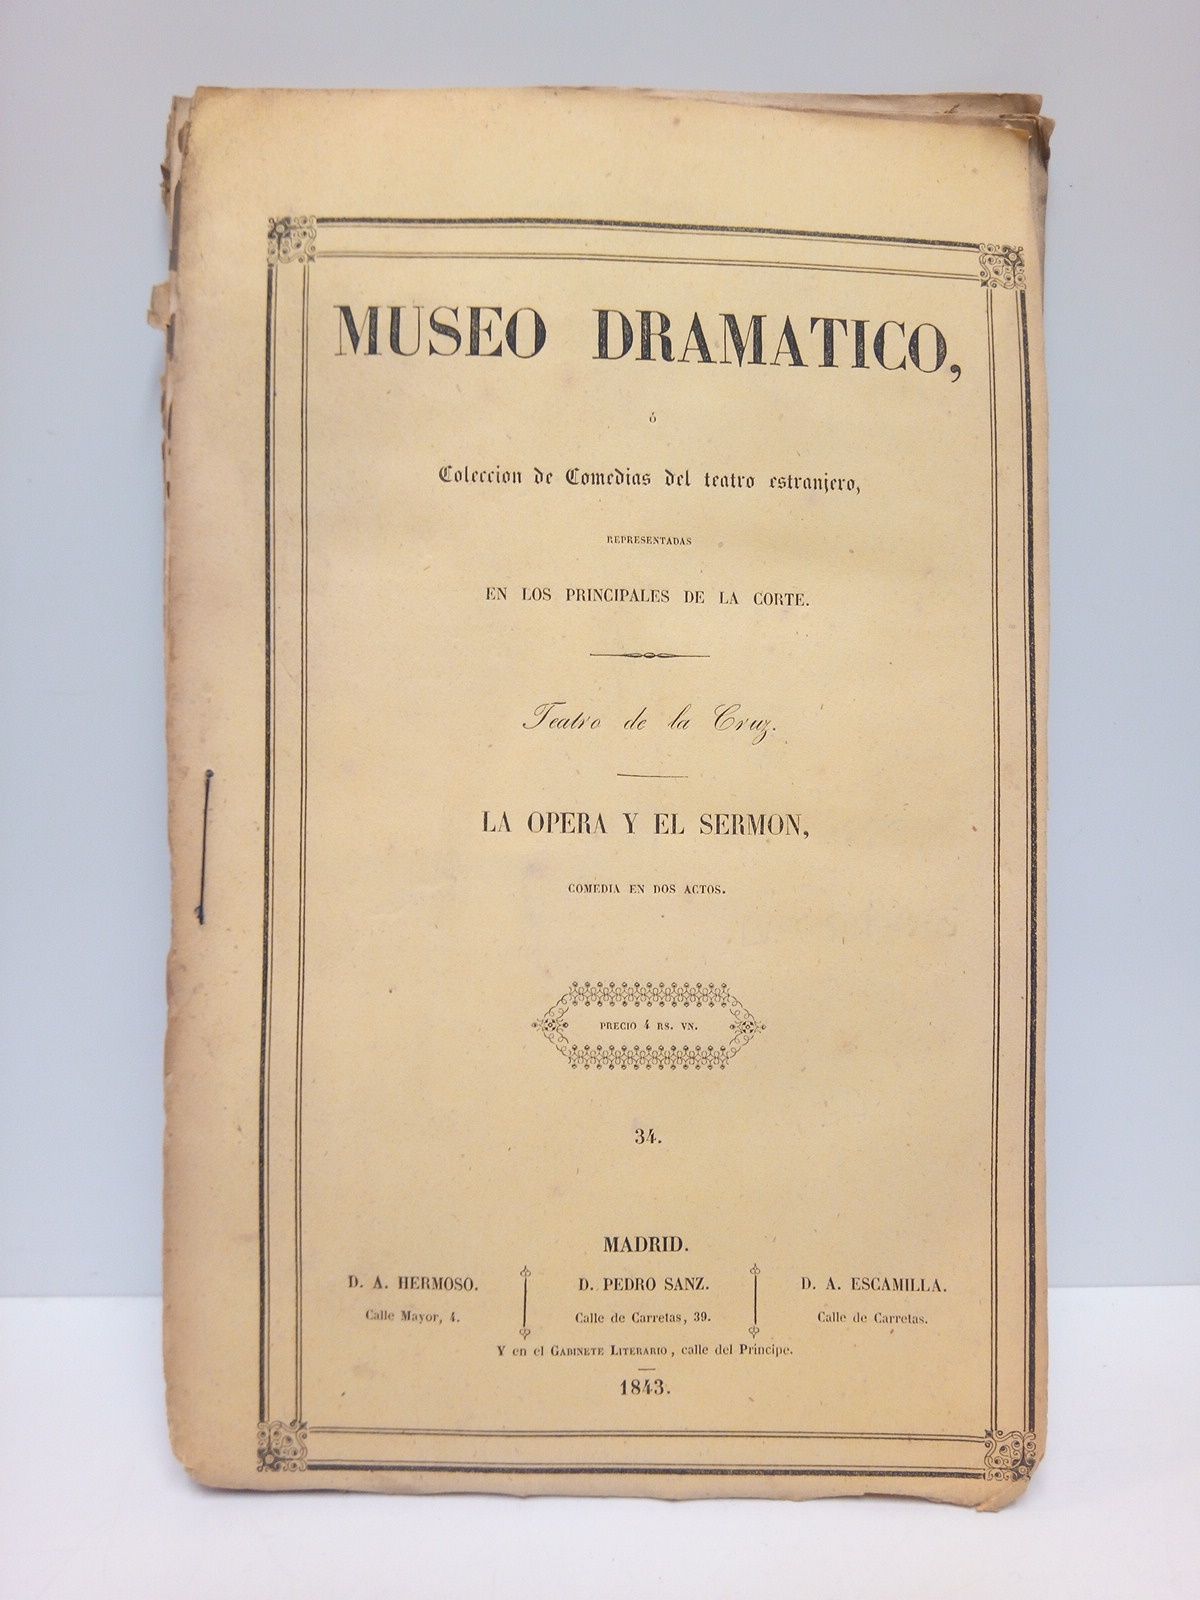 MUSEO DRAMATICO,
ó
Coleccion de Comedias del teatro estranjero,
REPRESENTADAS
EN LOS PRINCIPALES DE LA CORTE.
Teatro de la Cruz.
LA OPERA Y EL SERMON,
COMEDIA EN DOS ACTOS.
PRECIO 4 RS. VN.
34.
MADRID.
D. A. HERMOSO. D. PEDRO SANZ. D. A. ESCAMILLA.
Calle Mayor, 4. Calle de Carretas, 39. Calle de Carretas.
Y en el GABINETE LITERARIO, calle del Príncipe.
1843.